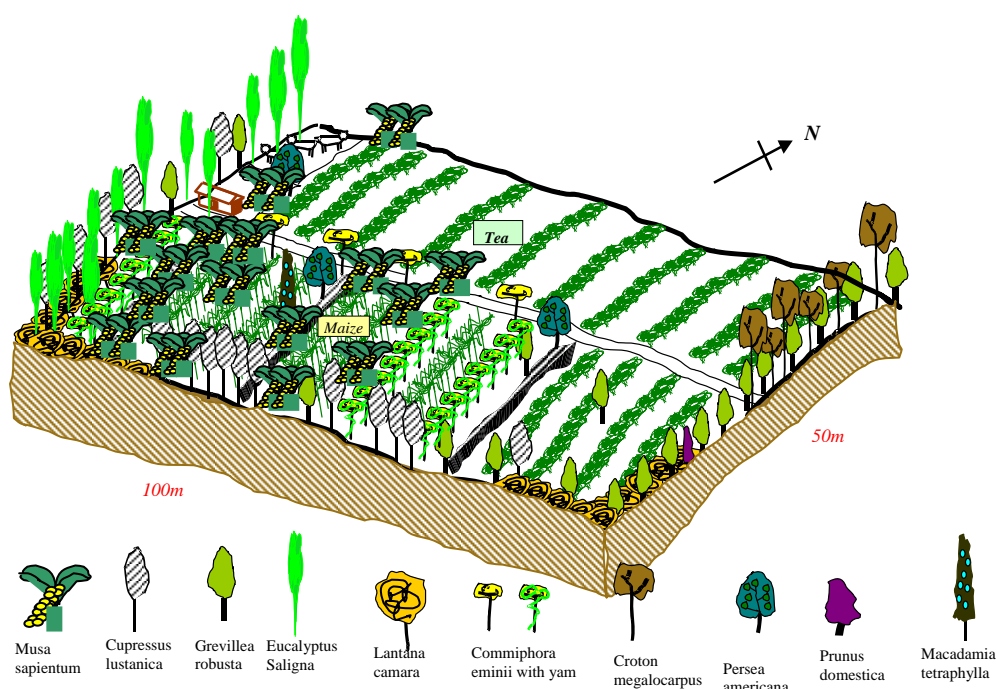 N
Tea
Maize
50m
100m
Musa
sapientum
Cupressus
lustanica
Grevillea
robusta
Eucalyptus
Saligna
Lantana
camara
Commiphora
eminii with yam
Croton
megalocarpus
Persea
americana
Prunus
domestica
Macadamia
tetraphylla